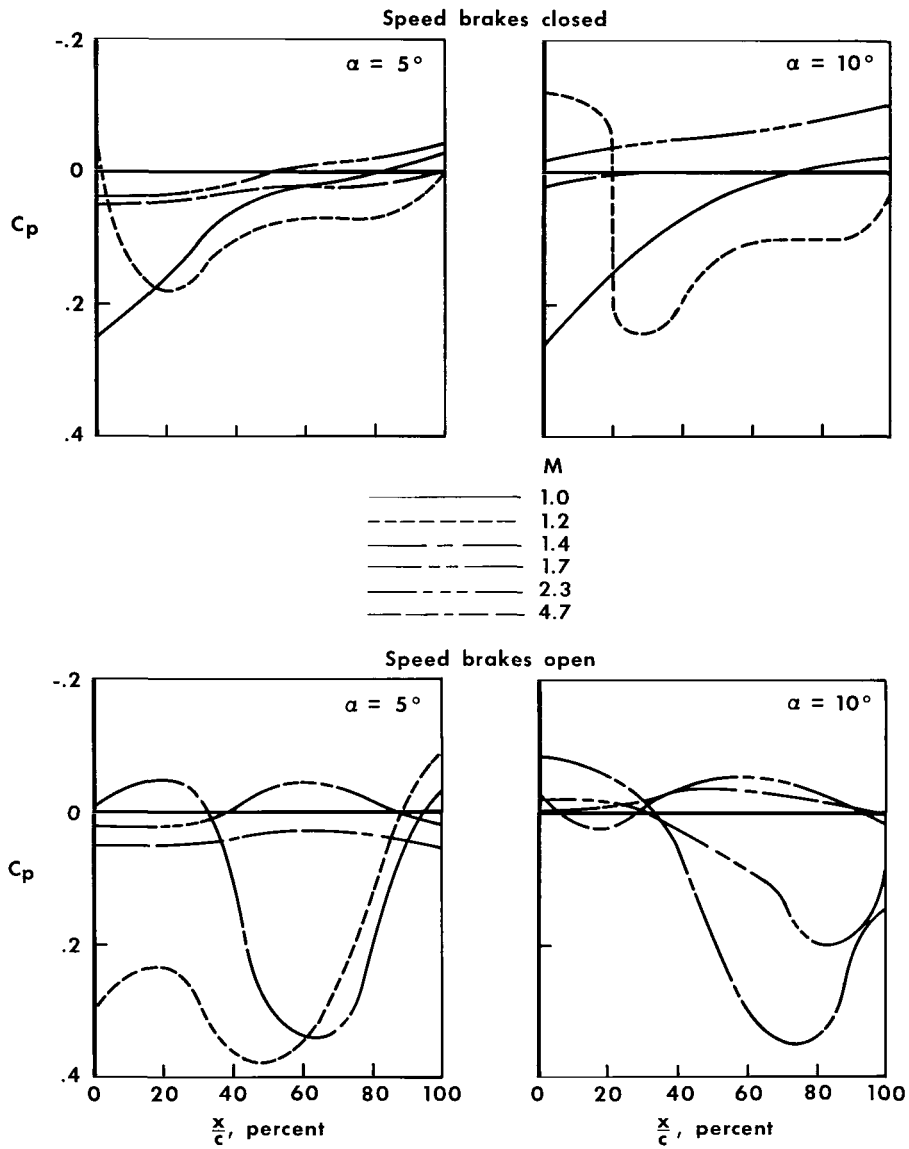 Speed brakes closed
-.2
α = 5°
α = 10°
0
Cp
.2
.4
M
1.0
1.2
1.4
1.7
2.3
4.7
Speed brakes open
-.2
α = 5°
α = 10°
0
Cp
.2
.4
0 20 40 60 80 100
0 20 40 60 80 100
x/c, percent
x/c, percent